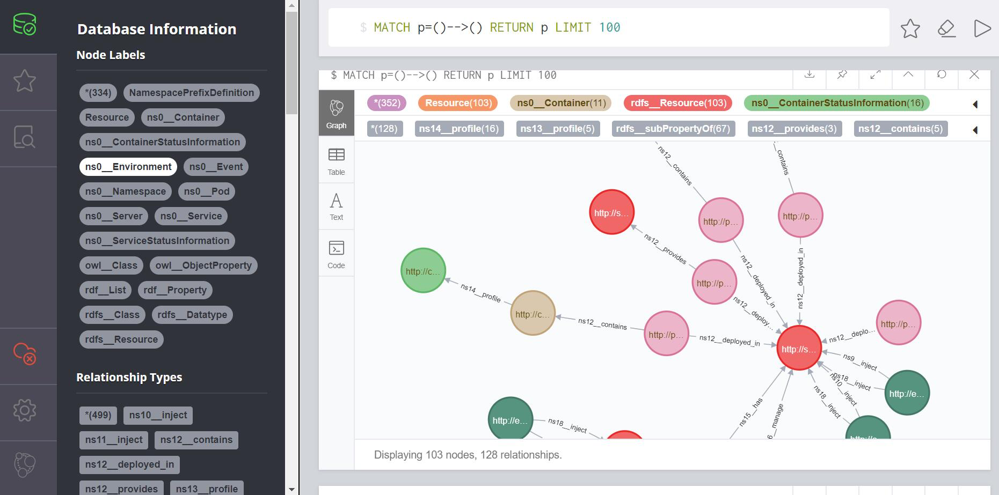 Database Information
Node Labels
*(334) NamespacePrefixDefinition
Resource ns0__Container
ns0__ContainerStatusInformation
ns0__Environment ns0__Event
ns0__Namespace ns0__Pod
ns0__Server ns0__Service
ns0__ServiceStatusInformation
owl__Class owl__ObjectProperty
rdf__List rdf__Property
rdfs__Class rdfs__Datatype
rdfs__Resource
Relationship Types
*(499) ns10__inject
ns11__inject ns12__contains
ns12__deployed_in
ns12__provides ns13__profile
$ MATCH p=()-->() RETURN p LIMIT 100
$ MATCH p=()-->() RETURN p LIMIT 100
Graph
Table
Text
Code
*(352) Resource(103) ns0__Container(11) rdfs__Resource(103) ns0__ContainerStatusInformation(16)
*(128) ns14__profile(16) ns13__profile(5) rdfs__subPropertyOf(67) ns12__provides(3) ns12__contains(5)
ns12__contains
contains
http://s...
http://p...
http://p...
ns12__provides
ns12__deployed_in
ns12__deployed_in
http://c...
http://p...
ns14__profile
ns12__deploy...
http://c...
ns12__contains
http://p...
ns12__deployed_in
http://s...
ns12__deplo...
http://p...
ns9__inject
ns18__inject
ns10__inject
ns18__inject
http://e...
ns15__has
6__manage
http://e...
ns18__inject
Displaying 103 nodes, 128 relationships.